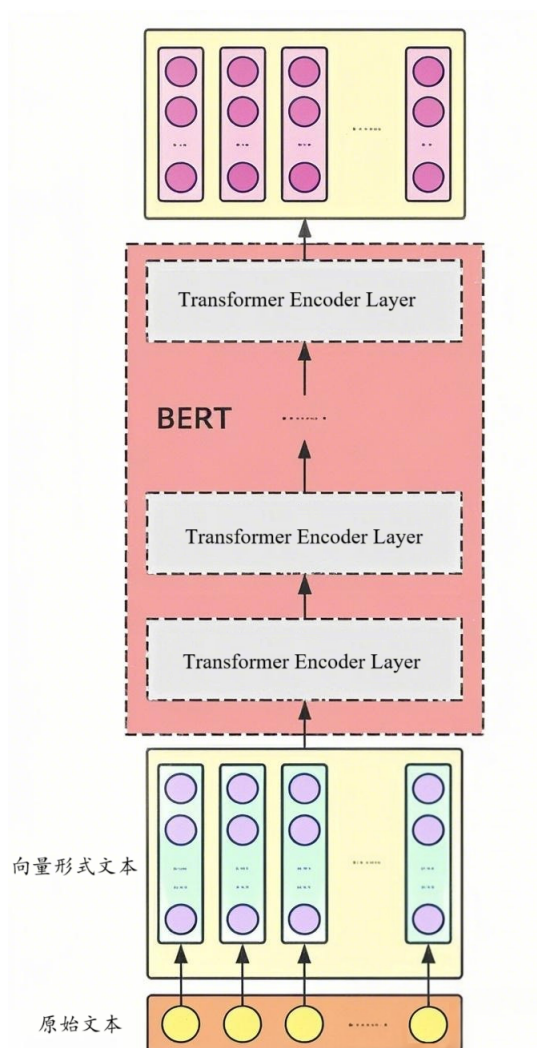 Transformer Encoder Layer
BERT
Transformer Encoder Layer
Transformer Encoder Layer
向量形式文本
原始文本